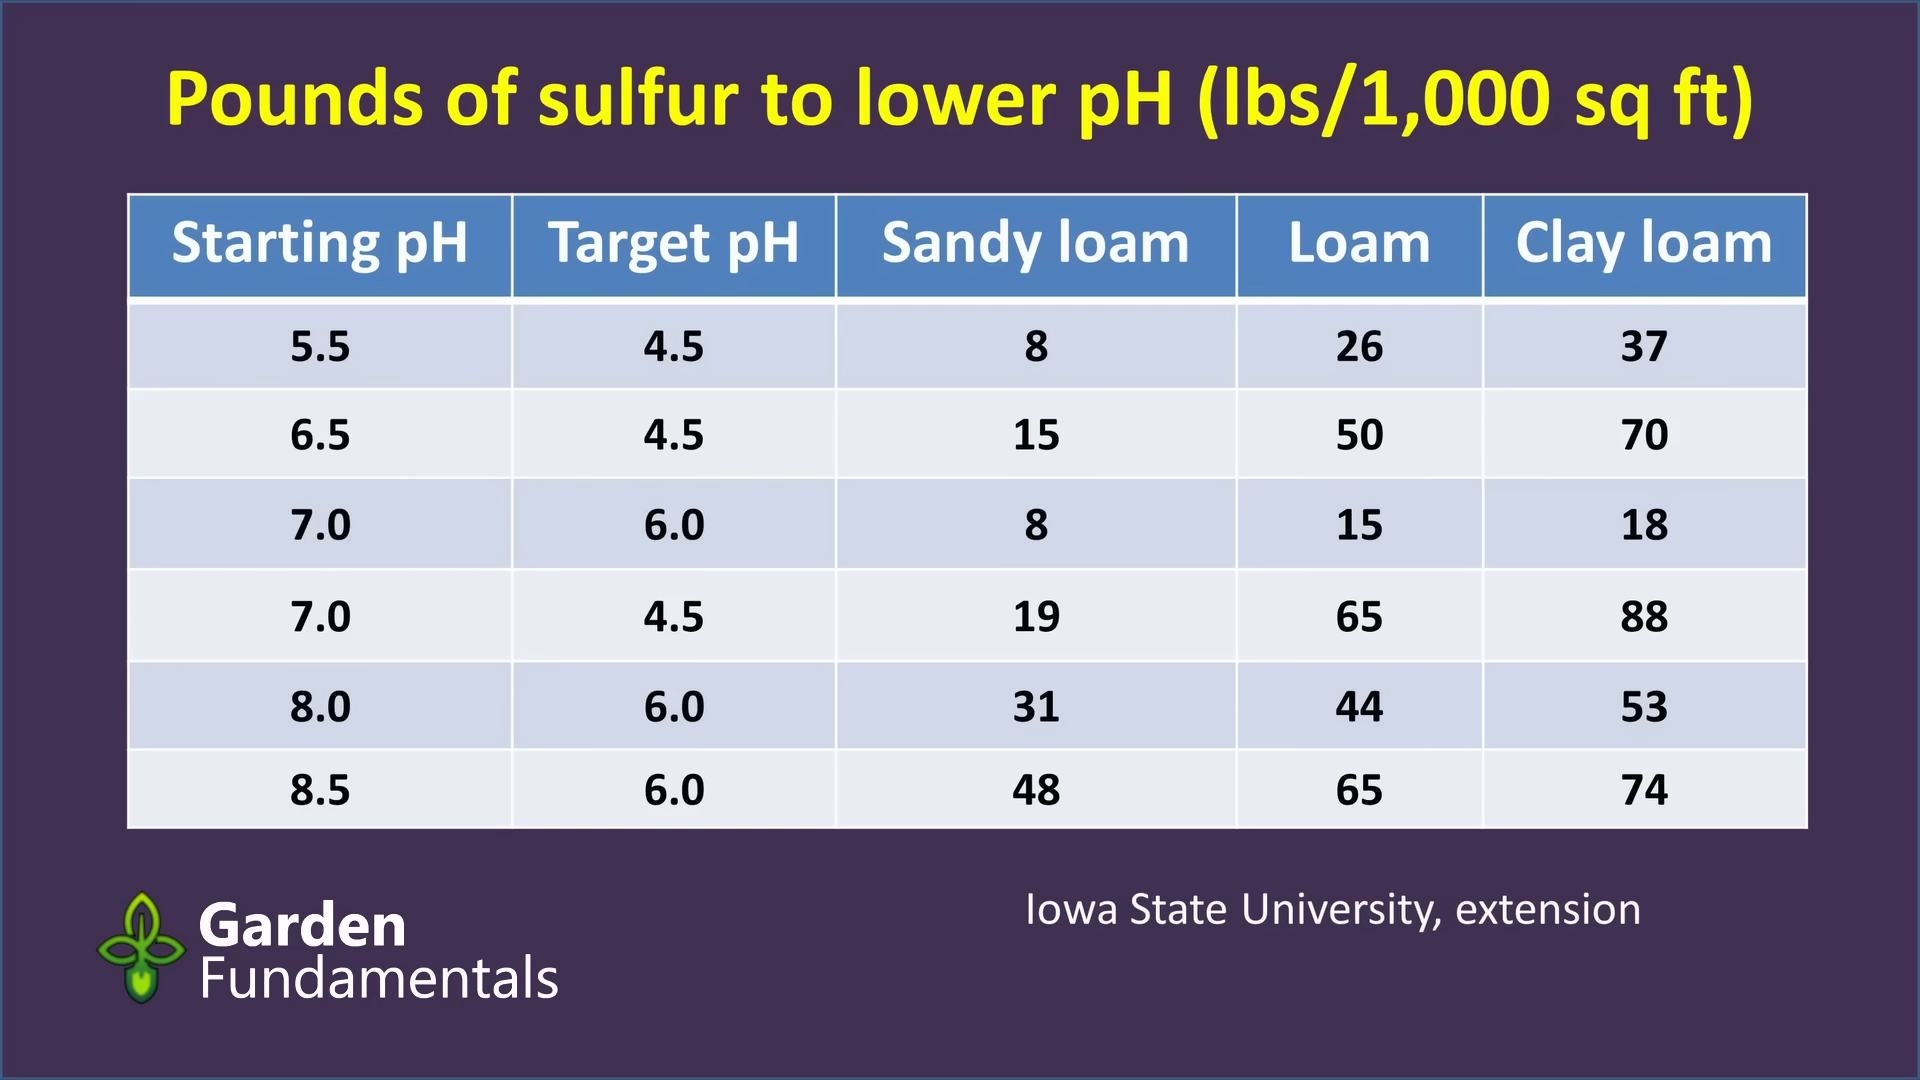 Pounds of sulfur to lower pH (lbs/1,000 sq ft)
Starting pH Target pH Sandy loam Loam Clay loam
5.5 4.5 8 26 37
6.5 4.5 15 50 70
7.0 6.0 8 15 18
7.0 4.5 19 65 88
8.0 6.0 31 44 53
8.5 6.0 48 65 74
Iowa State University, extension
Garden
Fundamentals